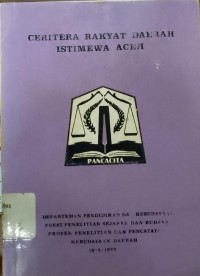 CERITERA RAKYAT DAERAH
ISTIMEWA ACEH
PANCACITA
DEPARTEMEN PENDIDIKAN DAN KEBUDAYAAN
PUSAT PENELITIAN SEJARAH DAN BUDAYA
PROYEK PENELITIAN DAN PENCATATAN
KEBUDAYAAN DAERAH